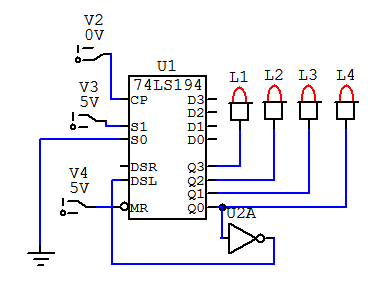 V2
0V
U1
74LS194
L1 L2 L3 L4
V3
5V
CP D3
D2
S1 D1
S0 D0
DSR Q3
DSL Q2
Q1
V4
5V
MR Q0
U2A